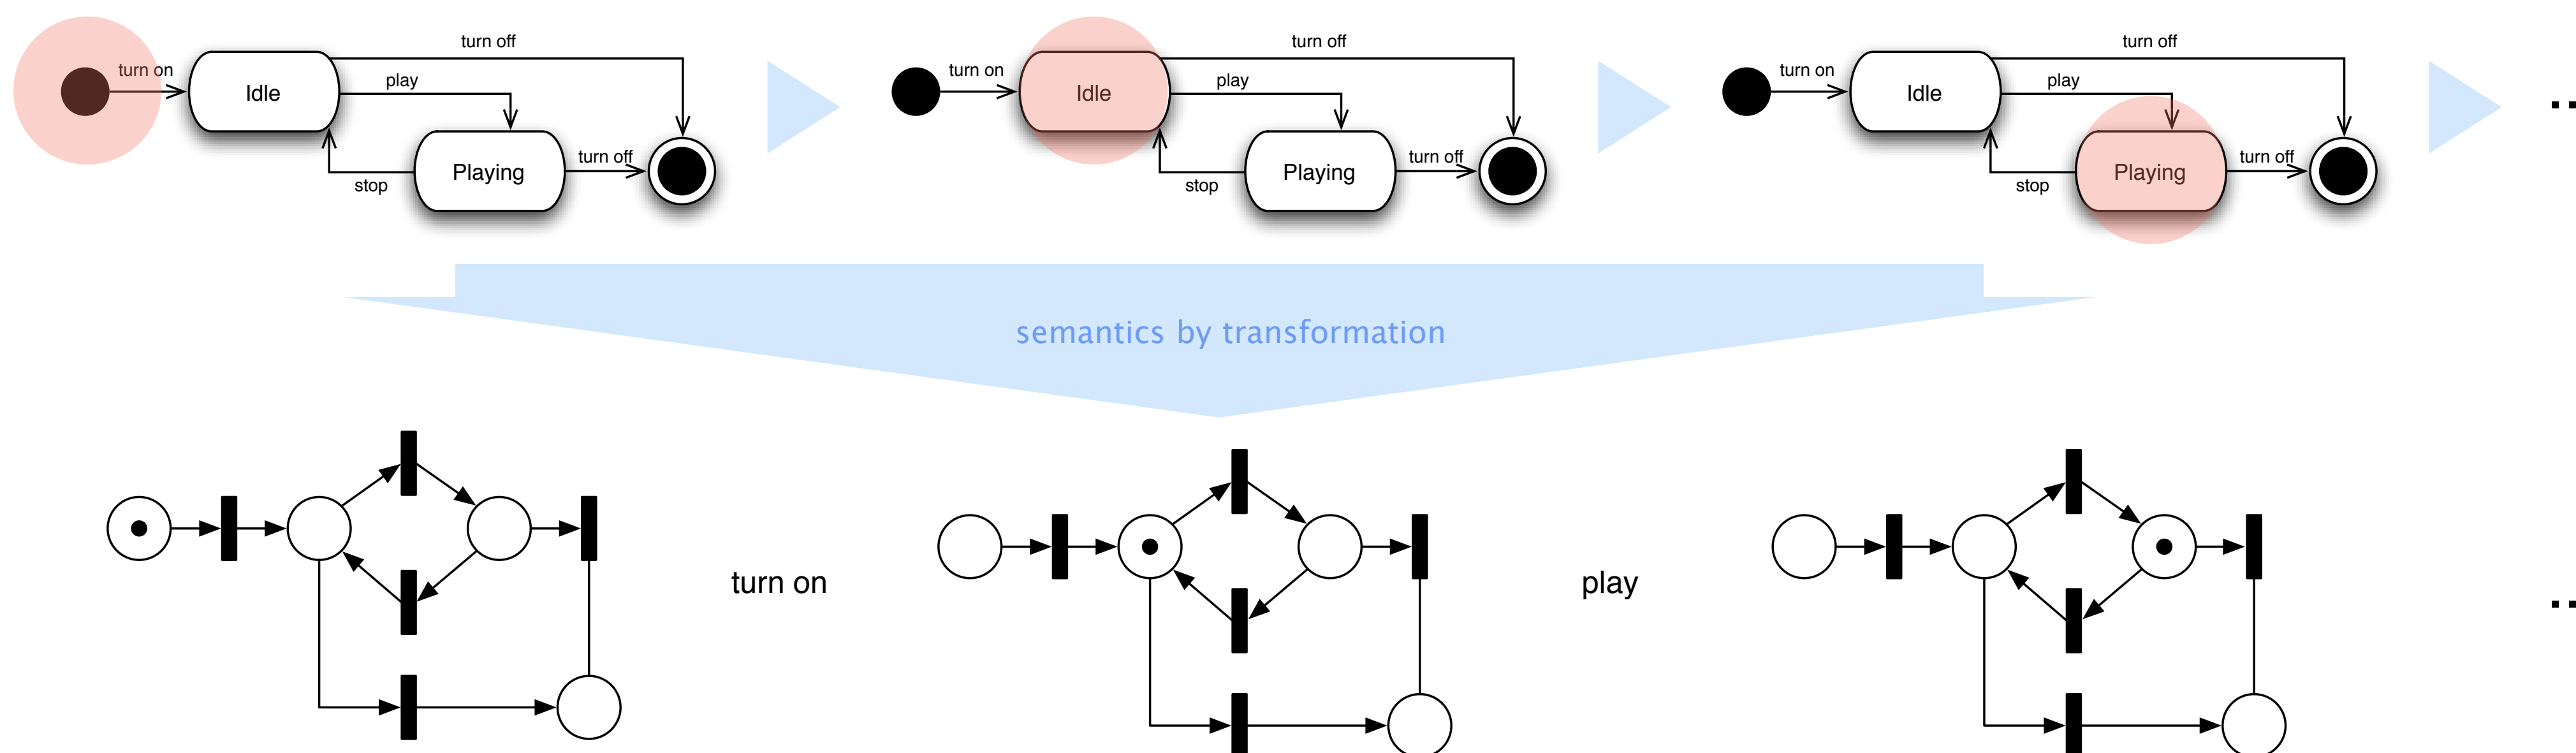 turn off
turn on
Idle
play
stop
Playing
turn off
turn off
turn on
Idle
play
stop
Playing
turn off
turn off
turn on
Idle
play
stop
Playing
turn off
..
semantics by transformation
turn on
play
..